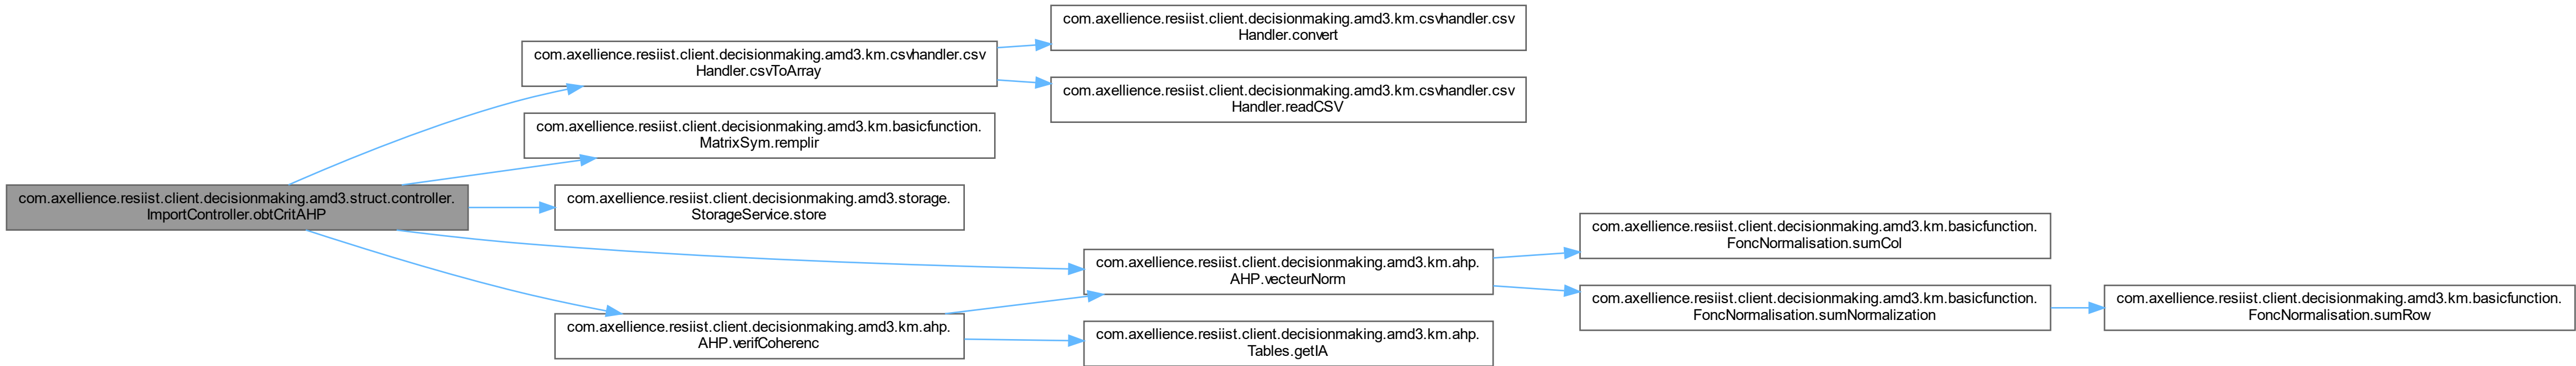 com.axellience.resiist.client.decisionmaking.amd3.struct.controller.
ImportController.obtCritAHP
com.axellience.resiist.client.decisionmaking.amd3.km.csvhandler.csv
Handler.csvToArray
com.axellience.resiist.client.decisionmaking.amd3.km.csvhandler.csv
Handler.convert
com.axellience.resiist.client.decisionmaking.amd3.km.csvhandler.csv
Handler.readCSV
com.axellience.resiist.client.decisionmaking.amd3.km.basicfunction.
MatrixSym.remplir
com.axellience.resiist.client.decisionmaking.amd3.storage.
StorageService.store
com.axellience.resiist.client.decisionmaking.amd3.km.ahp.
AHP.vecteurNorm
com.axellience.resiist.client.decisionmaking.amd3.km.basicfunction.
FoncNormalisation.sumCol
com.axellience.resiist.client.decisionmaking.amd3.km.basicfunction.
FoncNormalisation.sumNormalization
com.axellience.resiist.client.decisionmaking.amd3.km.basicfunction.
FoncNormalisation.sumRow
com.axellience.resiist.client.decisionmaking.amd3.km.ahp.
AHP.verifCoherenc
com.axellience.resiist.client.decisionmaking.amd3.km.ahp.
Tables.getIA